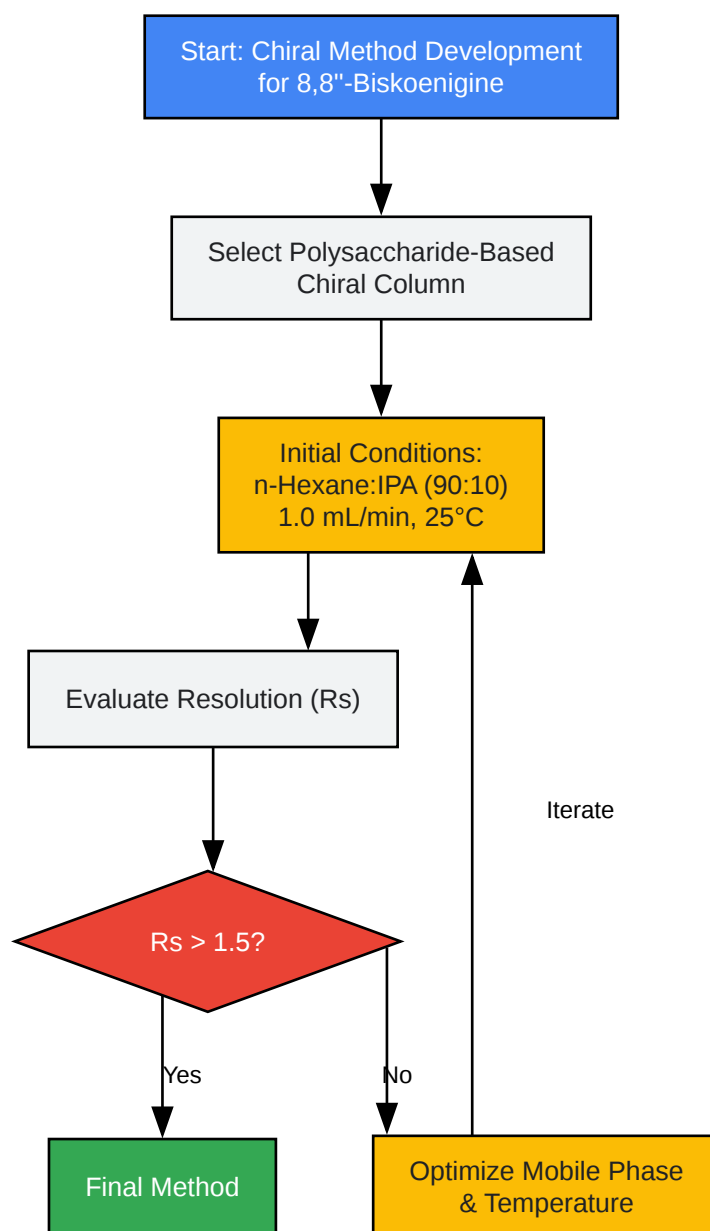 Start: Chiral Method Development
for 8,8''-Biskoenigine
Select Polysaccharide-Based
Chiral Column
Initial Conditions:
n-Hexane:IPA (90:10)
1.0 mL/min, 25°C
Evaluate Resolution (Rs)
Iterate
Rs > 1.5?
Yes
No
Final Method
Optimize Mobile Phase
& Temperature